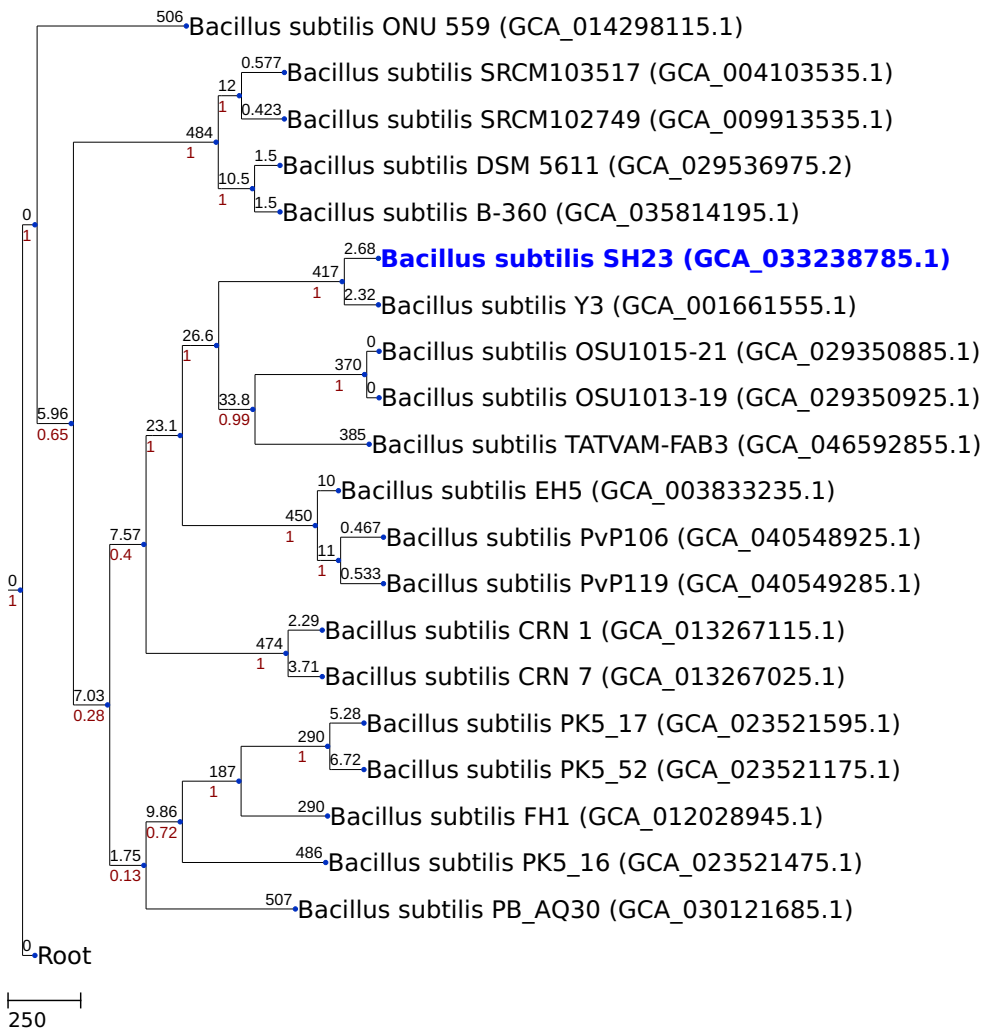 506
Bacillus subtilis ONU 559 (GCA_014298115.1)
0.577
Bacillus subtilis SRCM103517 (GCA_004103535.1)
12
1
0.423
Bacillus subtilis SRCM102749 (GCA_009913535.1)
484
1
1.5
Bacillus subtilis DSM 5611 (GCA_029536975.2)
10.5
1
1.5
Bacillus subtilis B-360 (GCA_035814195.1)
0
1
2.68
Bacillus subtilis SH23 (GCA_033238785.1)
417
1
2.32
Bacillus subtilis Y3 (GCA_001661555.1)
26.6
1
0
Bacillus subtilis OSU1015-21 (GCA_029350885.1)
370
1
0
Bacillus subtilis OSU1013-19 (GCA_029350925.1)
33.8
0.99
5.96
0.65
23.1
1
385
Bacillus subtilis TATVAM-FAB3 (GCA_046592855.1)
10
Bacillus subtilis EH5 (GCA_003833235.1)
450
1
0.467
Bacillus subtilis PvP106 (GCA_040548925.1)
7.57
0.4
11
1
0.533
Bacillus subtilis PvP119 (GCA_040549285.1)
0
1
2.29
Bacillus subtilis CRN 1 (GCA_013267115.1)
474
1
3.71
Bacillus subtilis CRN 7 (GCA_013267025.1)
7.03
0.28
5.28
Bacillus subtilis PK5_17 (GCA_023521595.1)
290
1
6.72
Bacillus subtilis PK5_52 (GCA_023521175.1)
187
1
290
Bacillus subtilis FH1 (GCA_012028945.1)
9.86
0.72
486
Bacillus subtilis PK5_16 (GCA_023521475.1)
1.75
0.13
507
Bacillus subtilis PB_AQ30 (GCA_030121685.1)
0
Root
250